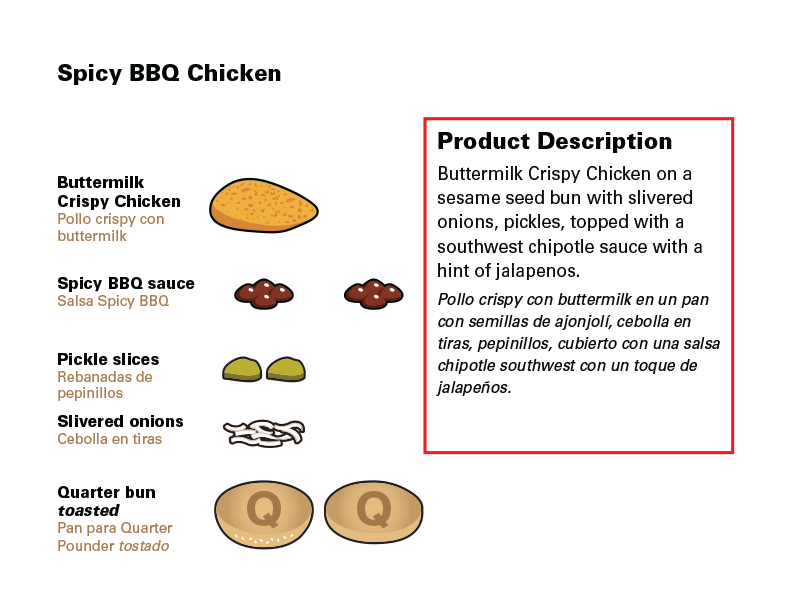 Spicy BBQ Chicken
Buttermilk
Crispy Chicken
Pollo crispy con
buttermilk
Spicy BBQ sauce
Salsa Spicy BBQ
Pickle slices
Rebanadas de
pepinillos
Slivered onions
Cebolla en tiras
Quarter bun
toasted
Pan para Quarter
Pounder tostado
Q
Q
Product Description
Buttermilk Crispy Chicken on a
sesame seed bun with slivered
onions, pickles, topped with a
southwest chipotle sauce with a
hint of jalapenos.
Pollo crispy con buttermilk en un pan
con semillas de ajonjolí, cebolla en
tiras, pepinillos, cubierto con una salsa
chipotle southwest con un toque de
jalapeños.